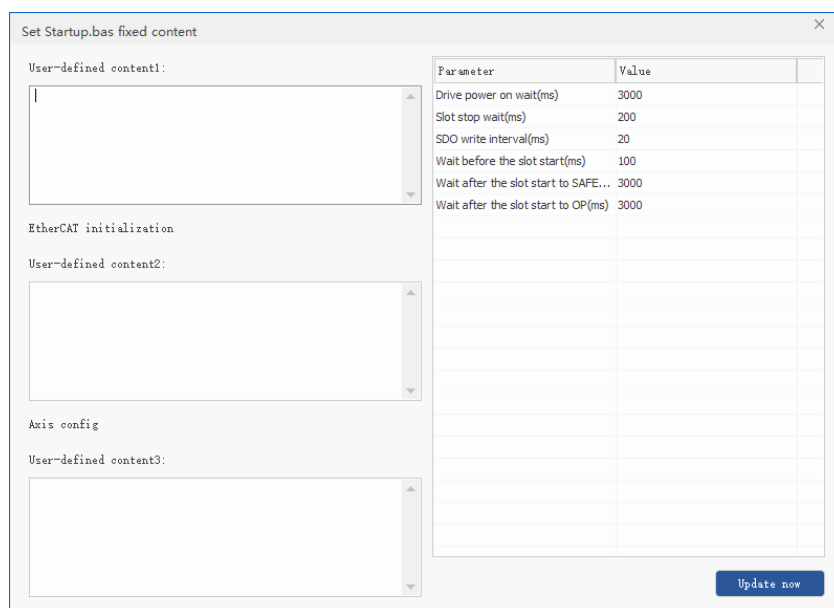 Set Startup.bas fixed content
User-defined content1:
EtherCAT initialization
User-defined content2:
Axis config
User-defined content3:
Parameter Value
Drive power on wait(ms) 3000
Slot stop wait(ms) 200
SDO write interval(ms) 20
Wait before the slot start(ms) 100
Wait after the slot start to SAFE... 3000
Wait after the slot start to OP(ms) 3000
Update now